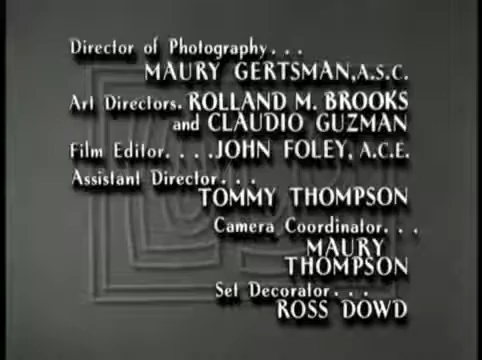 Director of Photography...
MAURY GERTSMAN, A.S.C.
Art Directors. ROLLAND M. BROOKS
and CLAUDIO GUZMAN
Film Editor....JOHN FOLEY, A.C.E.
Assistant Director...
TOMMY THOMPSON
Camera Coordinator...
MAURY
THOMPSON
Set Decorator...
ROSS DOWD